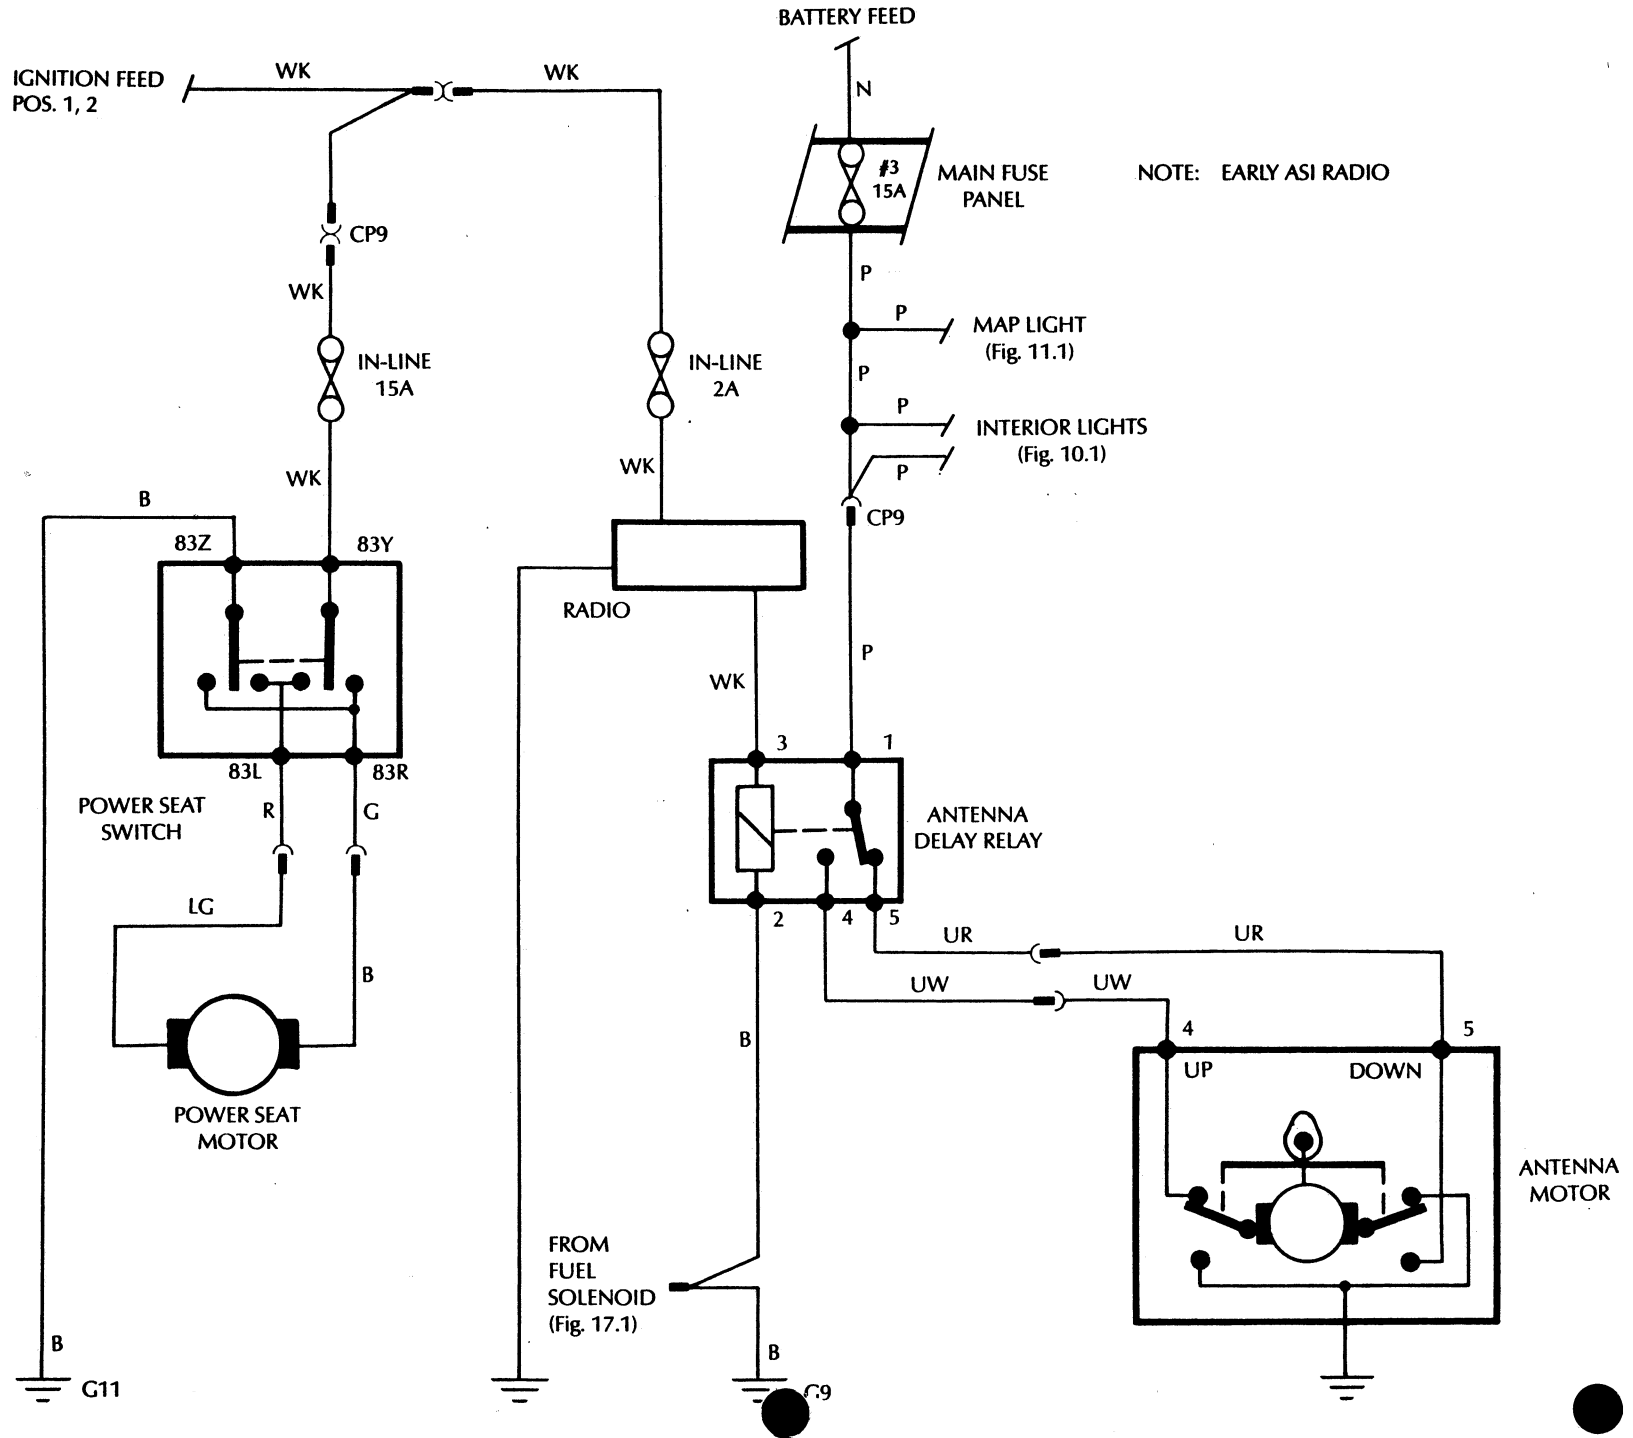 BATTERY FEED
IGNITION FEED
POS. 1, 2
WK
WK
N
#3
15A
MAIN FUSE
PANEL
NOTE: EARLY ASI RADIO
CP9
WK
P
P
MAP LIGHT
(Fig. 11.1)
IN-LINE
15A
IN-LINE
2A
P
P
INTERIOR LIGHTS
(Fig. 10.1)
P
WK
WK
B
CP9
83Z
83Y
RADIO
P
WK
3
1
83L
83R
POWER SEAT
SWITCH
R
G
ANTENNA
DELAY RELAY
2
4
5
LG
UR
UR
B
UW
UW
B
4
5
UP
DOWN
POWER SEAT
MOTOR
ANTENNA
MOTOR
FROM
FUEL
SOLENOID
(Fig. 17.1)
B
B
G11
G9